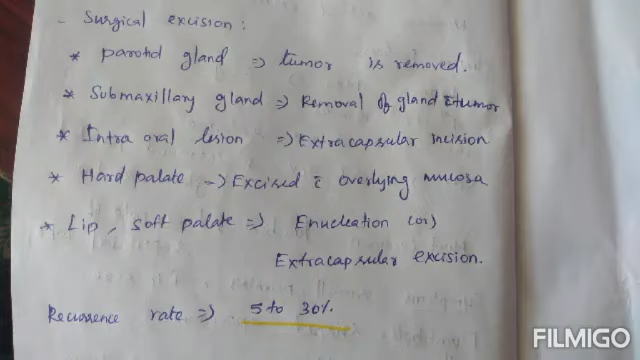 - Surgical excision:
* parotid gland => tumor is removed.
* Submaxillary gland => Removal of gland c̄ tumor
* Intra oral lesion => Extracapsular incision
* Hard palate => Excised c̄ overlying mucosa
* Lip, soft palate => Enucleation (or)
Extracapsular excision.
Recurrence rate => 5 to 30%.
FILMIGO